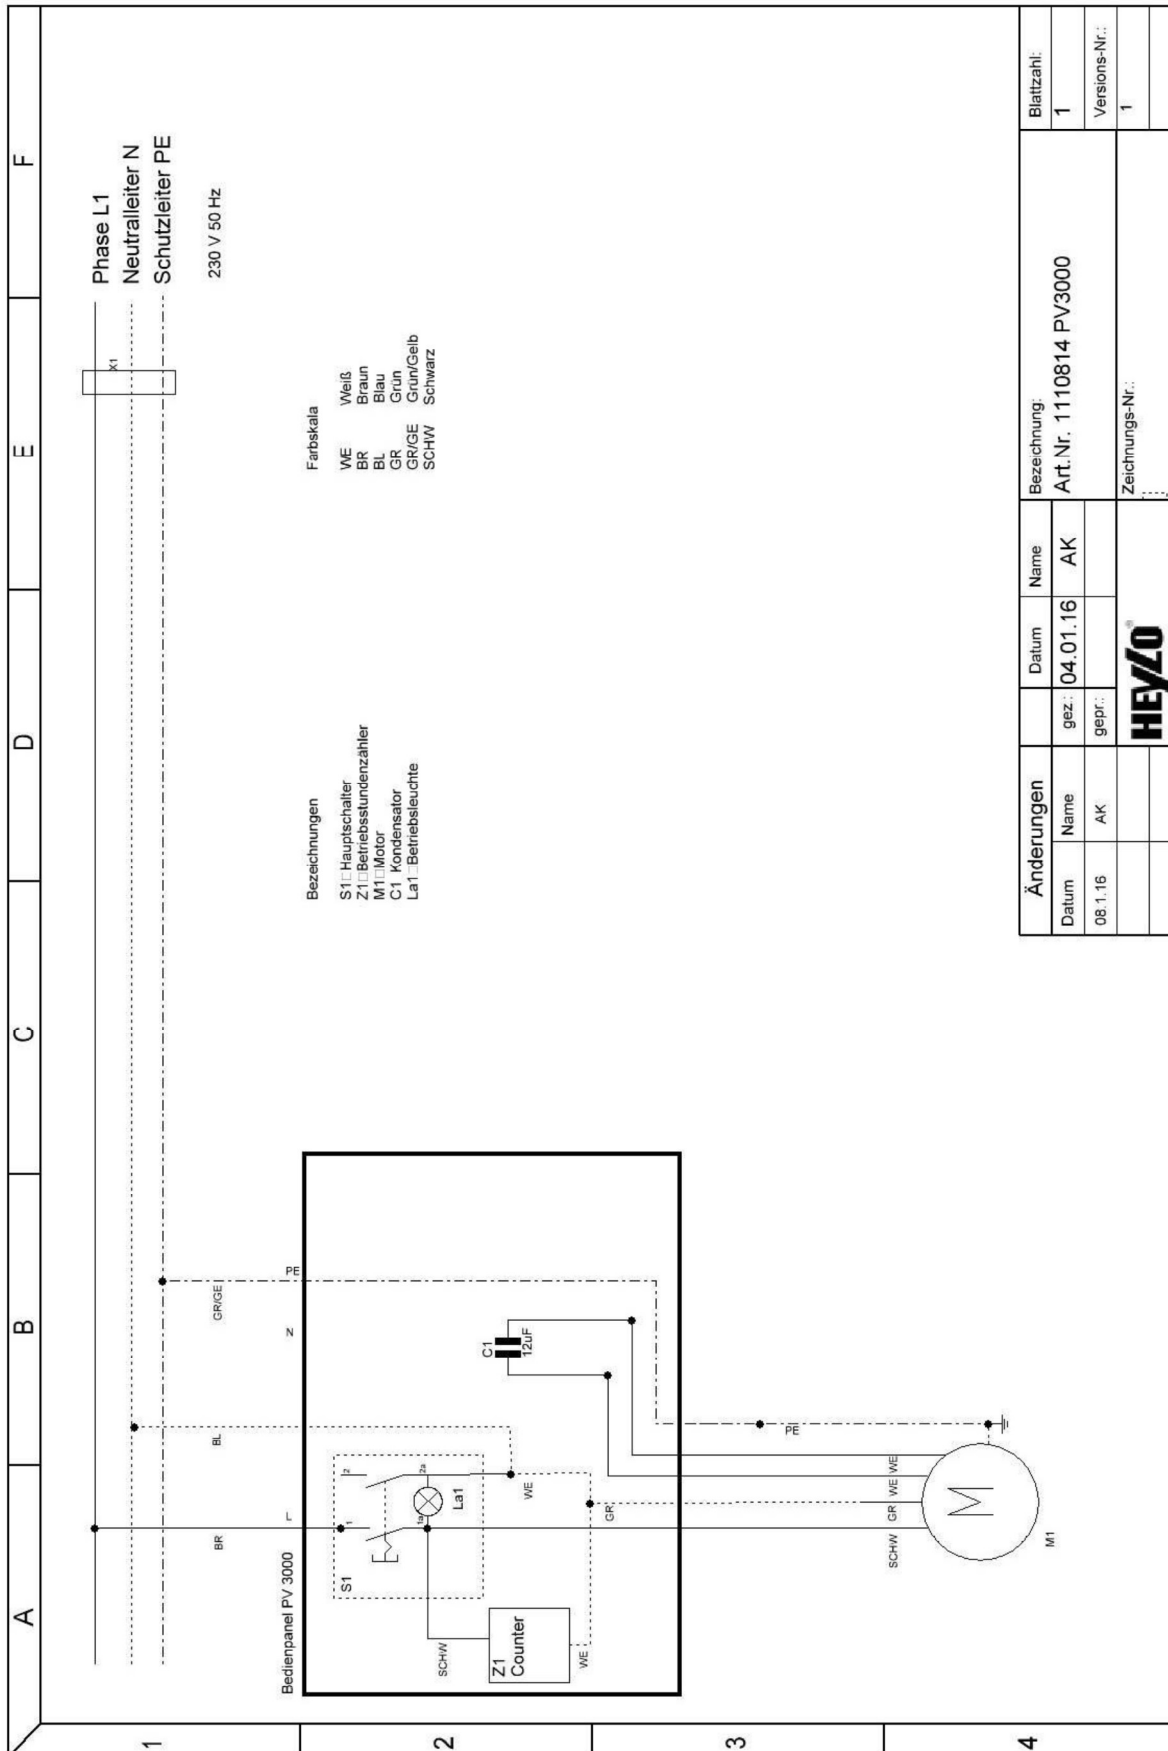 A
B
C
D
E
F
1
2
3
4
Phase L1
Neutralleiter N
Schutzleiter PE
230 V 50 Hz
X1
Bezeichnungen
S1□Hauptschalter
Z1□Betriebsstundenzähler
M1□Motor
C1 Kondensator
La1□Betriebsleuchte
Farbskala
WE Weiß
BR Braun
BL Blau
GR Grün
GR/GE Grün/Gelb
SCHW Schwarz
BR
BL
GR/GE
Bedienpanel PV 3000
L
N
PE
S1
1
2
1a
2a
La1
SCHW
WE
C1
12uF
Z1
Counter
WE
GR
PE
SCHW
GR
WE
WE
M
M1
Änderungen
Datum Name
08.1.16 AK
Datum Name
gez.: 04.01.16 AK
gepr.:
HEYLO®
Bezeichnung:
Art.Nr. 1110814 PV3000
Zeichnungs-Nr.:
Blattzahl:
1
Versions-Nr.:
1